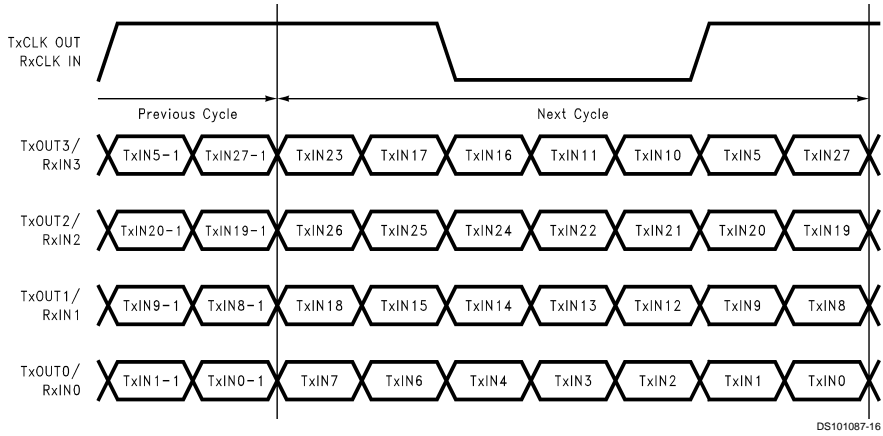 TxCLK OUT
RxCLK IN
Previous Cycle
Next Cycle
TxOUT3/
RxIN3
TxIN5-1 TxIN27-1 TxIN23 TxIN17 TxIN16 TxIN11 TxIN10 TxIN5 TxIN27
TxOUT2/
RxIN2
TxIN20-1 TxIN19-1 TxIN26 TxIN25 TxIN24 TxIN22 TxIN21 TxIN20 TxIN19
TxOUT1/
RxIN1
TxIN9-1 TxIN8-1 TxIN18 TxIN15 TxIN14 TxIN13 TxIN12 TxIN9 TxIN8
TxOUT0/
RxIN0
TxIN1-1 TxIN0-1 TxIN7 TxIN6 TxIN4 TxIN3 TxIN2 TxIN1 TxIN0
DS101087-16